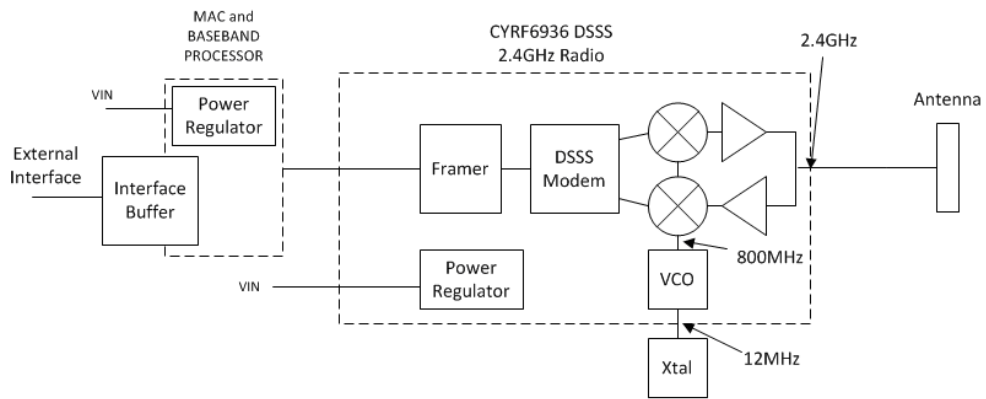 MAC and
BASEBAND
PROCESSOR
CYRF6936 DSSS
2.4GHz Radio
2.4GHz
VIN
Power
Regulator
Antenna
External
Interface
Interface
Buffer
Framer
DSSS
Modem
800MHz
VIN
Power
Regulator
VCO
12MHz
Xtal